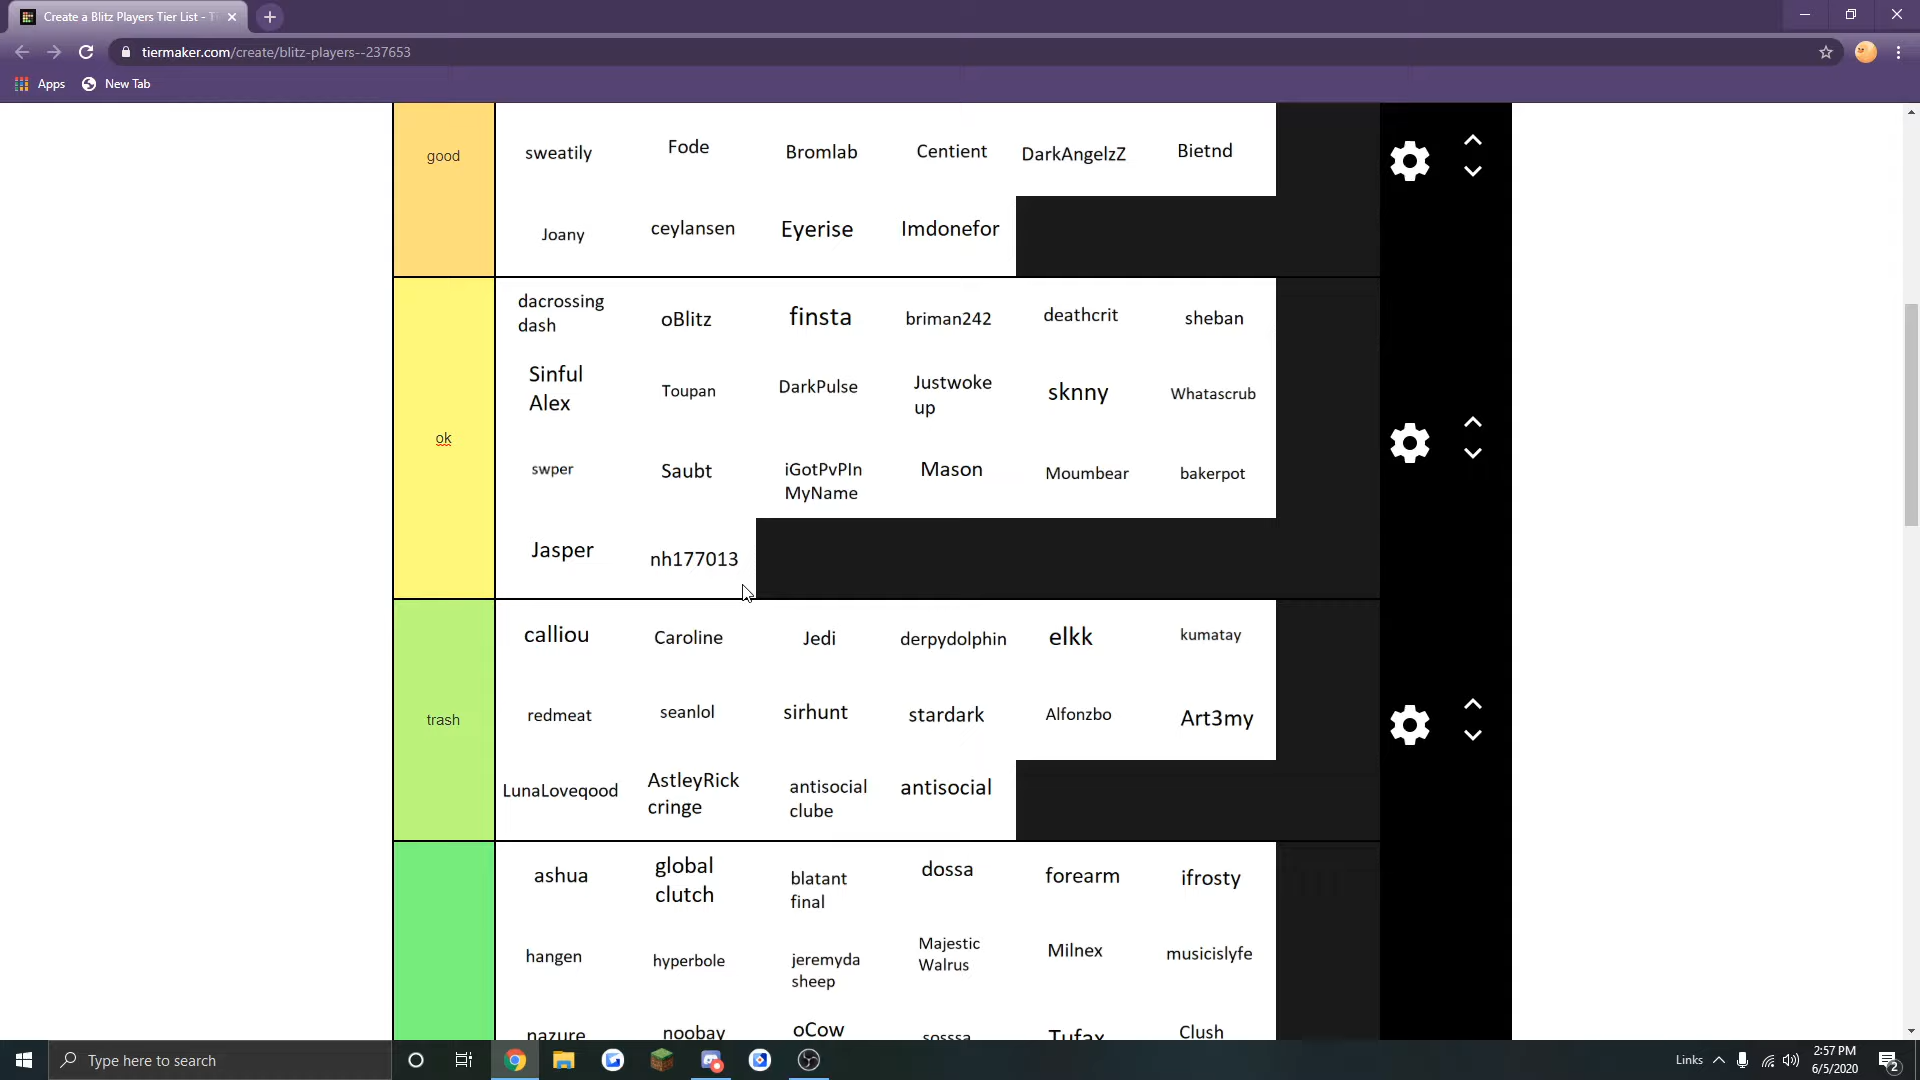 Create a Blitz Players Tier List - T
tiermaker.com/create/blitz-players--237653
Apps
New Tab
good
sweatily
Fode
Bromlab
Centient
DarkAngelzZ
Bietnd
Joany
ceylansen
Eyerise
Imdonefor
ok
dacrossing
dash
oBlitz
finsta
briman242
deathcrit
sheban
Sinful
Alex
Toupan
DarkPulse
Justwoke
up
sknny
Whatascrub
swper
Saubt
iGotPvPIn
MyName
Mason
Moumbear
bakerpot
Jasper
nh177013
trash
calliou
Caroline
Jedi
derpydolphin
elkk
kumatay
redmeat
seanlol
sirhunt
stardark
Alfonzbo
Art3my
LunaLoveqood
AstleyRick
cringe
antisocial
clube
antisocial
ashua
global
clutch
blatant
final
dossa
forearm
ifrosty
hangen
hyperbole
jeremyda
sheep
Majestic
Walrus
Milnex
musicislyfe
nazure
noobay
oCow
sosssa
Tufax
Clush
Type here to search
Links
2:57 PM
6/5/2020
2